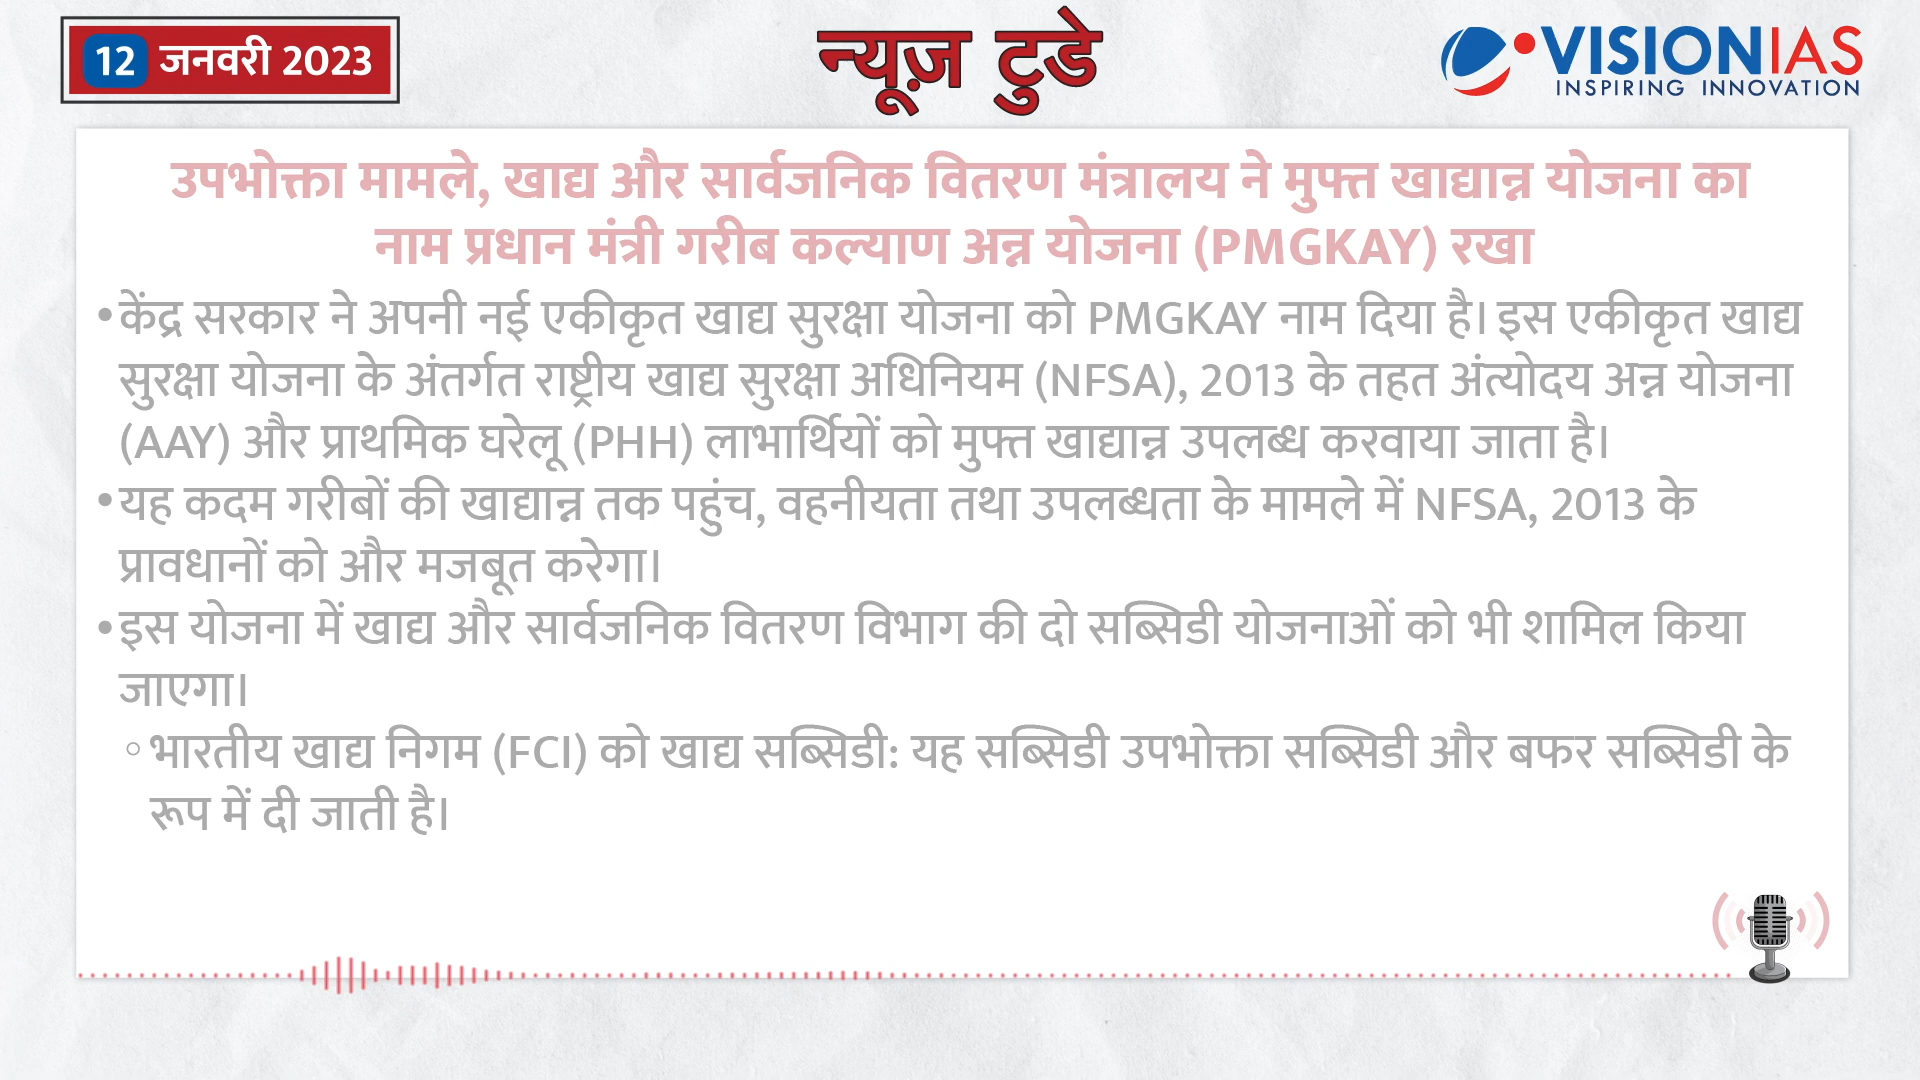 12 जनवरी 2023
न्यूज़ टुडे
VISIONIAS
INSPIRING INNOVATION
उपभोक्ता मामले, खाद्य और सार्वजनिक वितरण मंत्रालय ने मुफ्त खाद्यान्न योजना का
नाम प्रधान मंत्री गरीब कल्याण अन्न योजना (PMGKAY) रखा
•केंद्र सरकार ने अपनी नई एकीकृत खाद्य सुरक्षा योजना को PMGKAY नाम दिया है। इस एकीकृत खाद्य
सुरक्षा योजना के अंतर्गत राष्ट्रीय खाद्य सुरक्षा अधिनियम (NFSA), 2013 के तहत अंत्योदय अन्न योजना
(AAY) और प्राथमिक घरेलू (PHH) लाभार्थियों को मुफ्त खाद्यान्न उपलब्ध करवाया जाता है।
•यह कदम गरीबों की खाद्यान्न तक पहुंच, वहनीयता तथा उपलब्धता के मामले में NFSA, 2013 के
प्रावधानों को और मजबूत करेगा।
•इस योजना में खाद्य और सार्वजनिक वितरण विभाग की दो सब्सिडी योजनाओं को भी शामिल किया
जाएगा।
○भारतीय खाद्य निगम (FCI) को खाद्य सब्सिडी: यह सब्सिडी उपभोक्ता सब्सिडी और बफर सब्सिडी के
रूप में दी जाती है।